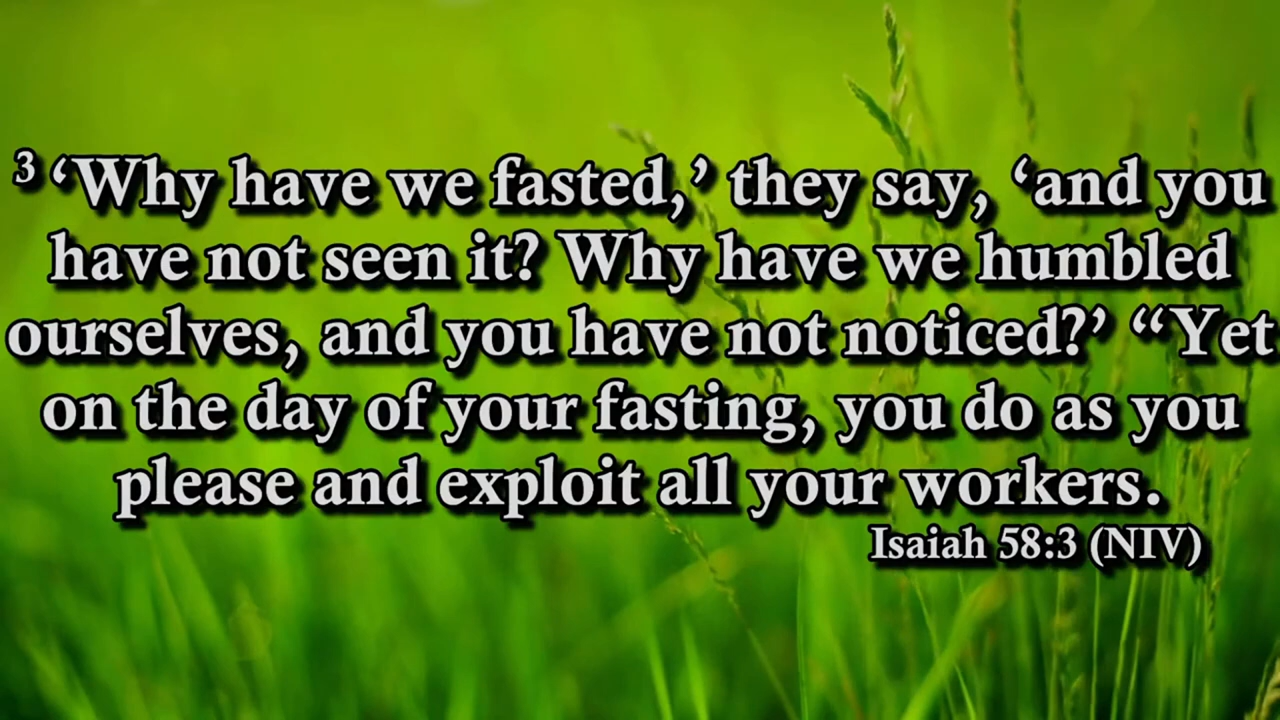 ³ ‘Why have we fasted,’ they say, ‘and you
have not seen it? Why have we humbled
ourselves, and you have not noticed?’ “Yet
on the day of your fasting, you do as you
please and exploit all your workers.
Isaiah 58:3 (NIV)